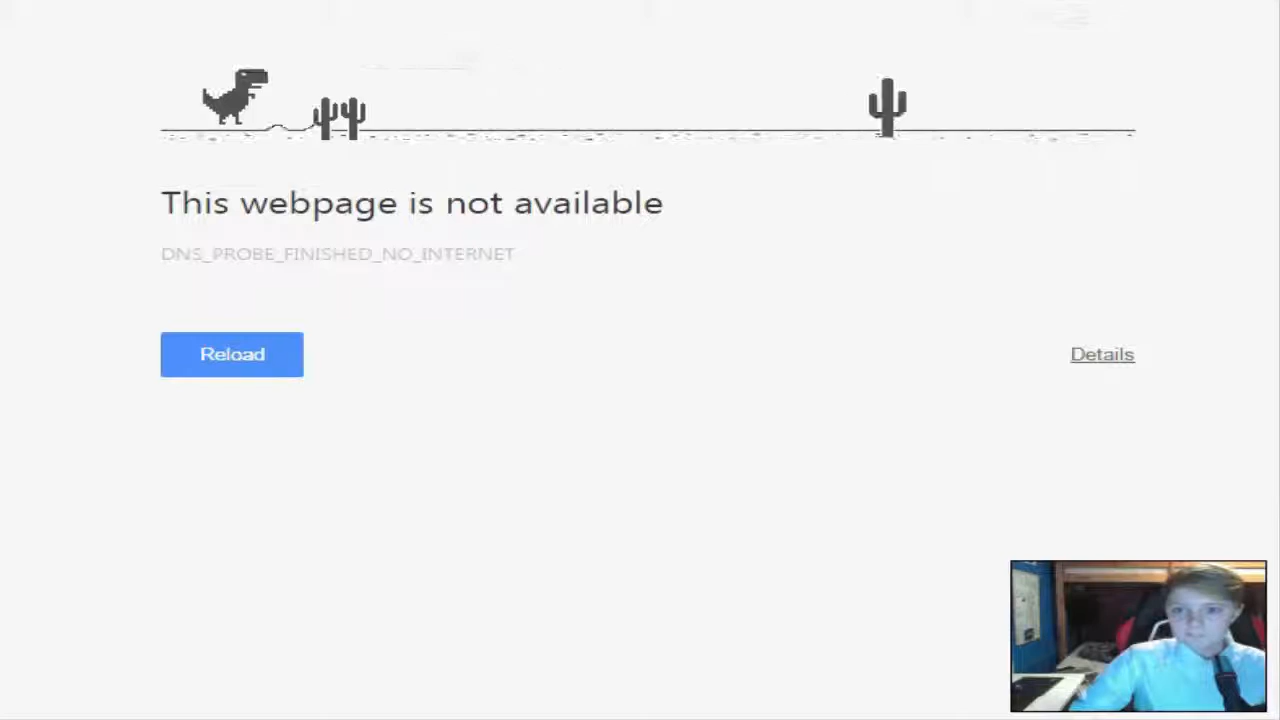 This webpage is not available
DNS_PROBE_FINISHED_NO_INTERNET
Reload
Details